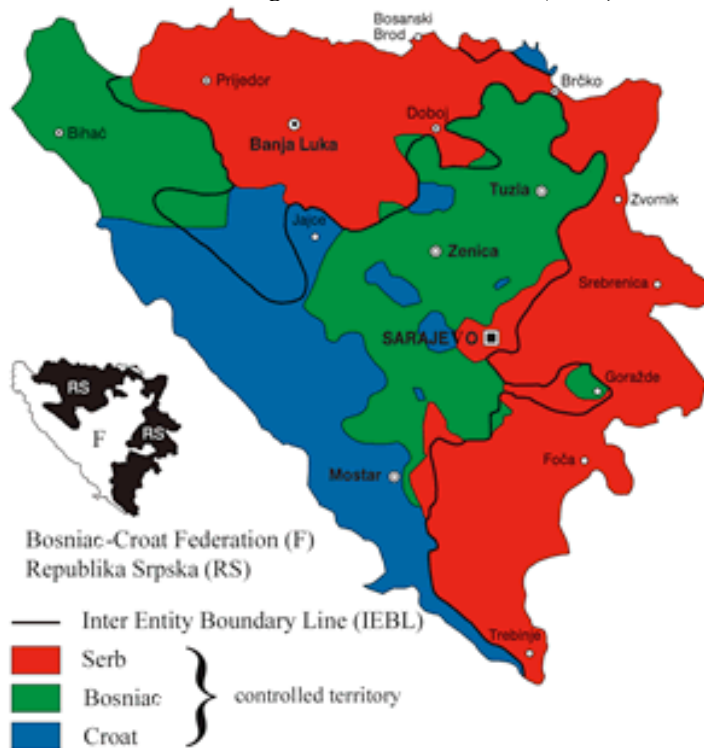 Bosanski
Brod
Prijedor
Brčko
Doboj
Bihać
Banja Luka
Tuzla
Zvornik
Jajce
Zenica
Srebrenica
SARAJEVO
Goražde
RS
F
RS
Foča
Mostar
Bosniac-Croat Federation (F)
Republika Srpska (RS)
Inter Entity Boundary Line (IEBL)
Trebinje
Serb
Bosniac
controlled territory
Croat